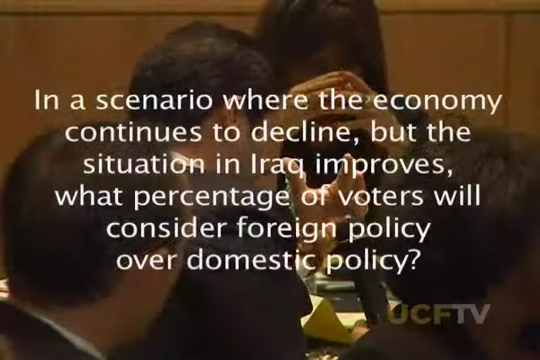 In a scenario where the economy
continues to decline, but the
situation in Iraq improves,
what percentage of voters will
consider foreign policy
over domestic policy?
UCFTV